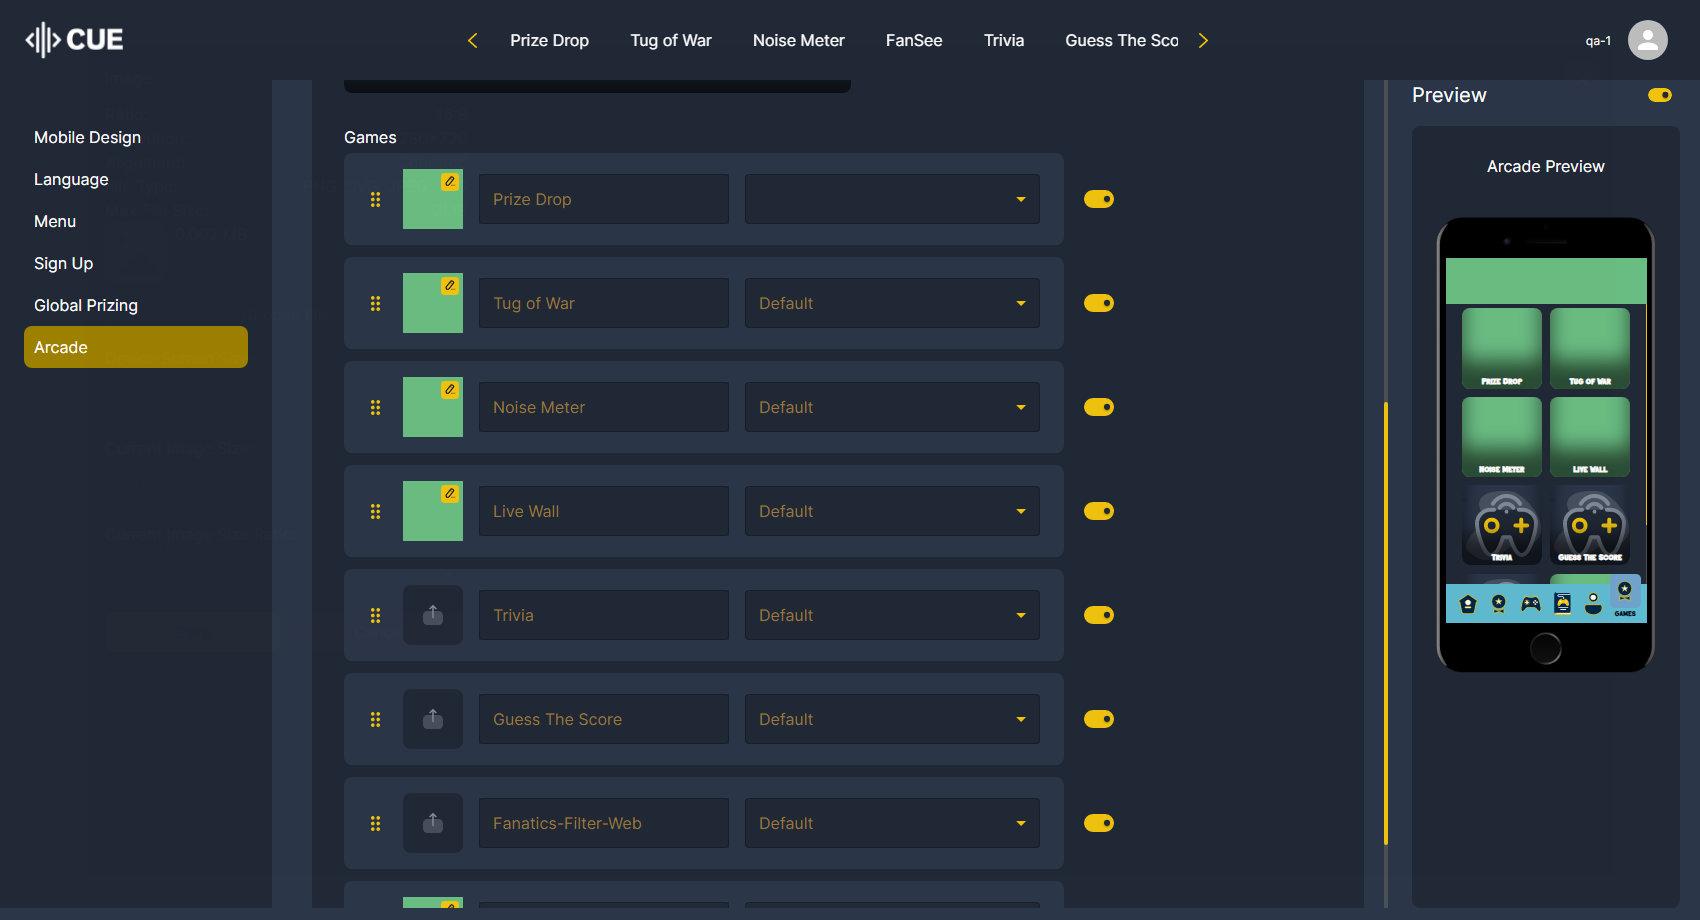 CUE
Prize Drop
Tug of War
Noise Meter
FanSee
Trivia
Guess The Sco
qa-1
Mobile Design
Language
Menu
Sign Up
Global Prizing
Arcade
Games
Prize Drop
Tug of War
Default
Noise Meter
Default
Live Wall
Default
Trivia
Default
Guess The Score
Default
Fanatics-Filter-Web
Default
Preview
Arcade Preview
Prize Drop
Tug of War
Noise Meter
Live Wall
Trivia
Guess The Score
GAMES